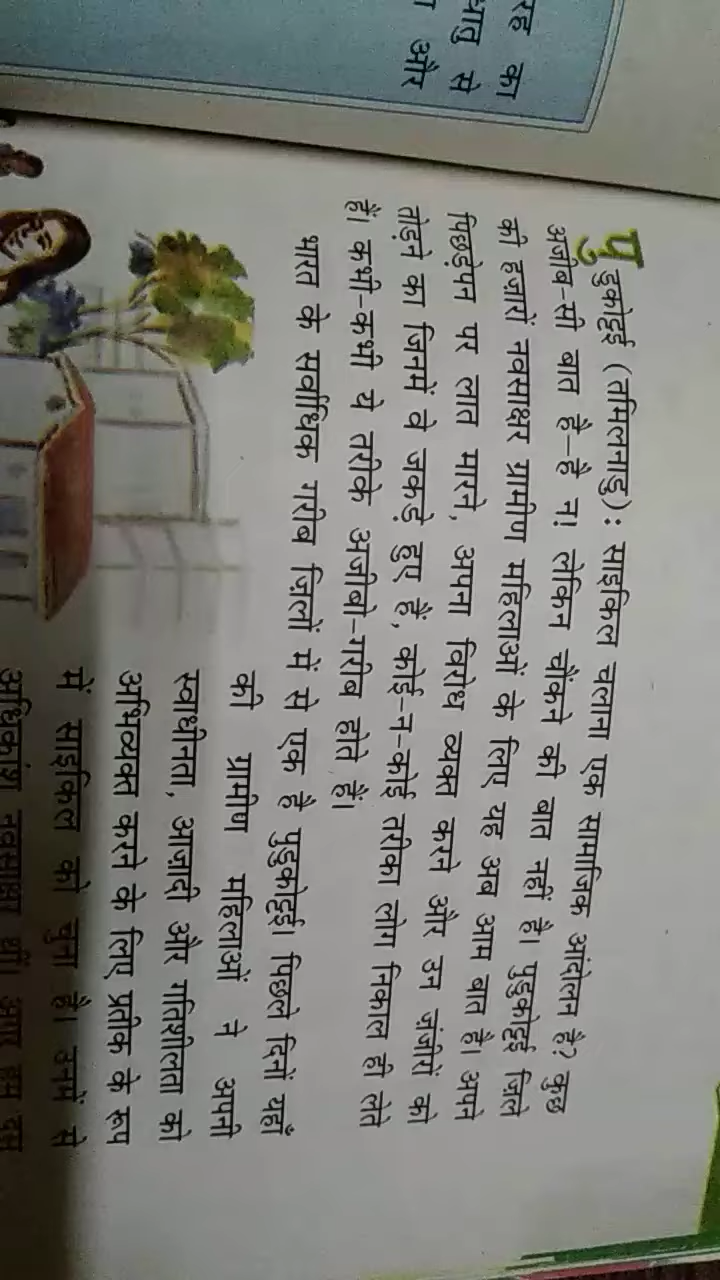 का
से
और
पुडुकोट्टई (तमिलनाडु): साइकिल चलाना एक सामाजिक आंदोलन है? कुछ
अजीब-सी बात है–है न! लेकिन चौंकने की बात नहीं है। पुडुकोट्टई ज़िले
की हज़ारों नवसाक्षर ग्रामीण महिलाओं के लिए यह अब आम बात है। अपने
पिछड़ेपन पर लात मारने, अपना विरोध व्यक्त करने और उन ज़ंजीरों को
तोड़ने का जिनमें वे जकड़े हुए हैं, कोई-न-कोई तरीका लोग निकाल ही लेते
हैं। कभी-कभी ये तरीके अजीबो-गरीब होते हैं।
भारत के सर्वाधिक गरीब ज़िलों में से एक है पुडुकोट्टई। पिछले दिनों यहाँ
की ग्रामीण महिलाओं ने अपनी
स्वाधीनता, आज़ादी और गतिशीलता को
अभिव्यक्त करने के लिए प्रतीक के रूप
में साइकिल को चुना है। उनमें से
अधिकांश नवसाक्षर थीं। अगर हम दस